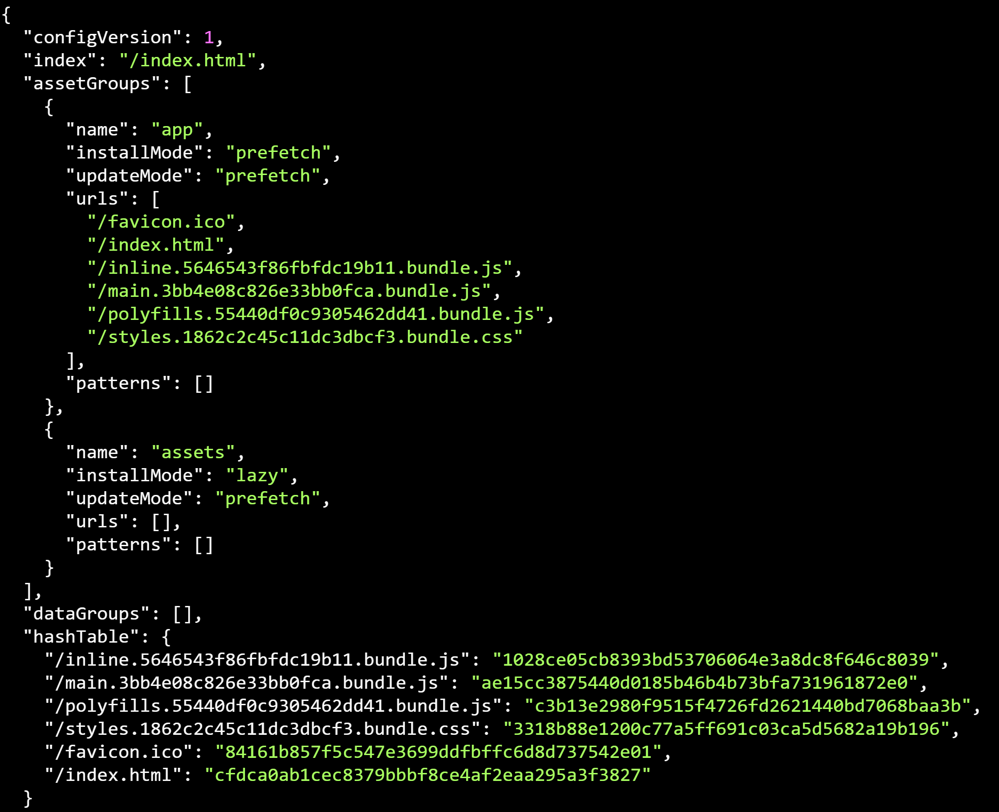 {
  "configVersion": 1,
  "index": "/index.html",
  "assetGroups": [
    {
      "name": "app",
      "installMode": "prefetch",
      "updateMode": "prefetch",
      "urls": [
        "/favicon.ico",
        "/index.html",
        "/inline.5646543f86fbfdc19b11.bundle.js",
        "/main.3bb4e08c826e33bb0fca.bundle.js",
        "/polyfills.55440df0c9305462dd41.bundle.js",
        "/styles.1862c2c45c11dc3dbcf3.bundle.css"
      ],
      "patterns": []
    },
    {
      "name": "assets",
      "installMode": "lazy",
      "updateMode": "prefetch",
      "urls": [],
      "patterns": []
    }
  ],
  "dataGroups": [],
  "hashTable": {
    "/inline.5646543f86fbfdc19b11.bundle.js": "1028ce05cb8393bd53706064e3a8dc8f646c8039",
    "/main.3bb4e08c826e33bb0fca.bundle.js": "ae15cc3875440d0185b46b4b73bfa731961872e0",
    "/polyfills.55440df0c9305462dd41.bundle.js": "c3b13e2980f9515f4726fd2621440bd7068baa3b",
    "/styles.1862c2c45c11dc3dbcf3.bundle.css": "3318b88e1200c77a5ff691c03ca5d5682a19b196",
    "/favicon.ico": "84161b857f5c547e3699ddfbffc6d8d737542e01",
    "/index.html": "cfdca0ab1cec8379bbbf8ce4af2eaa295a3f3827"
  }